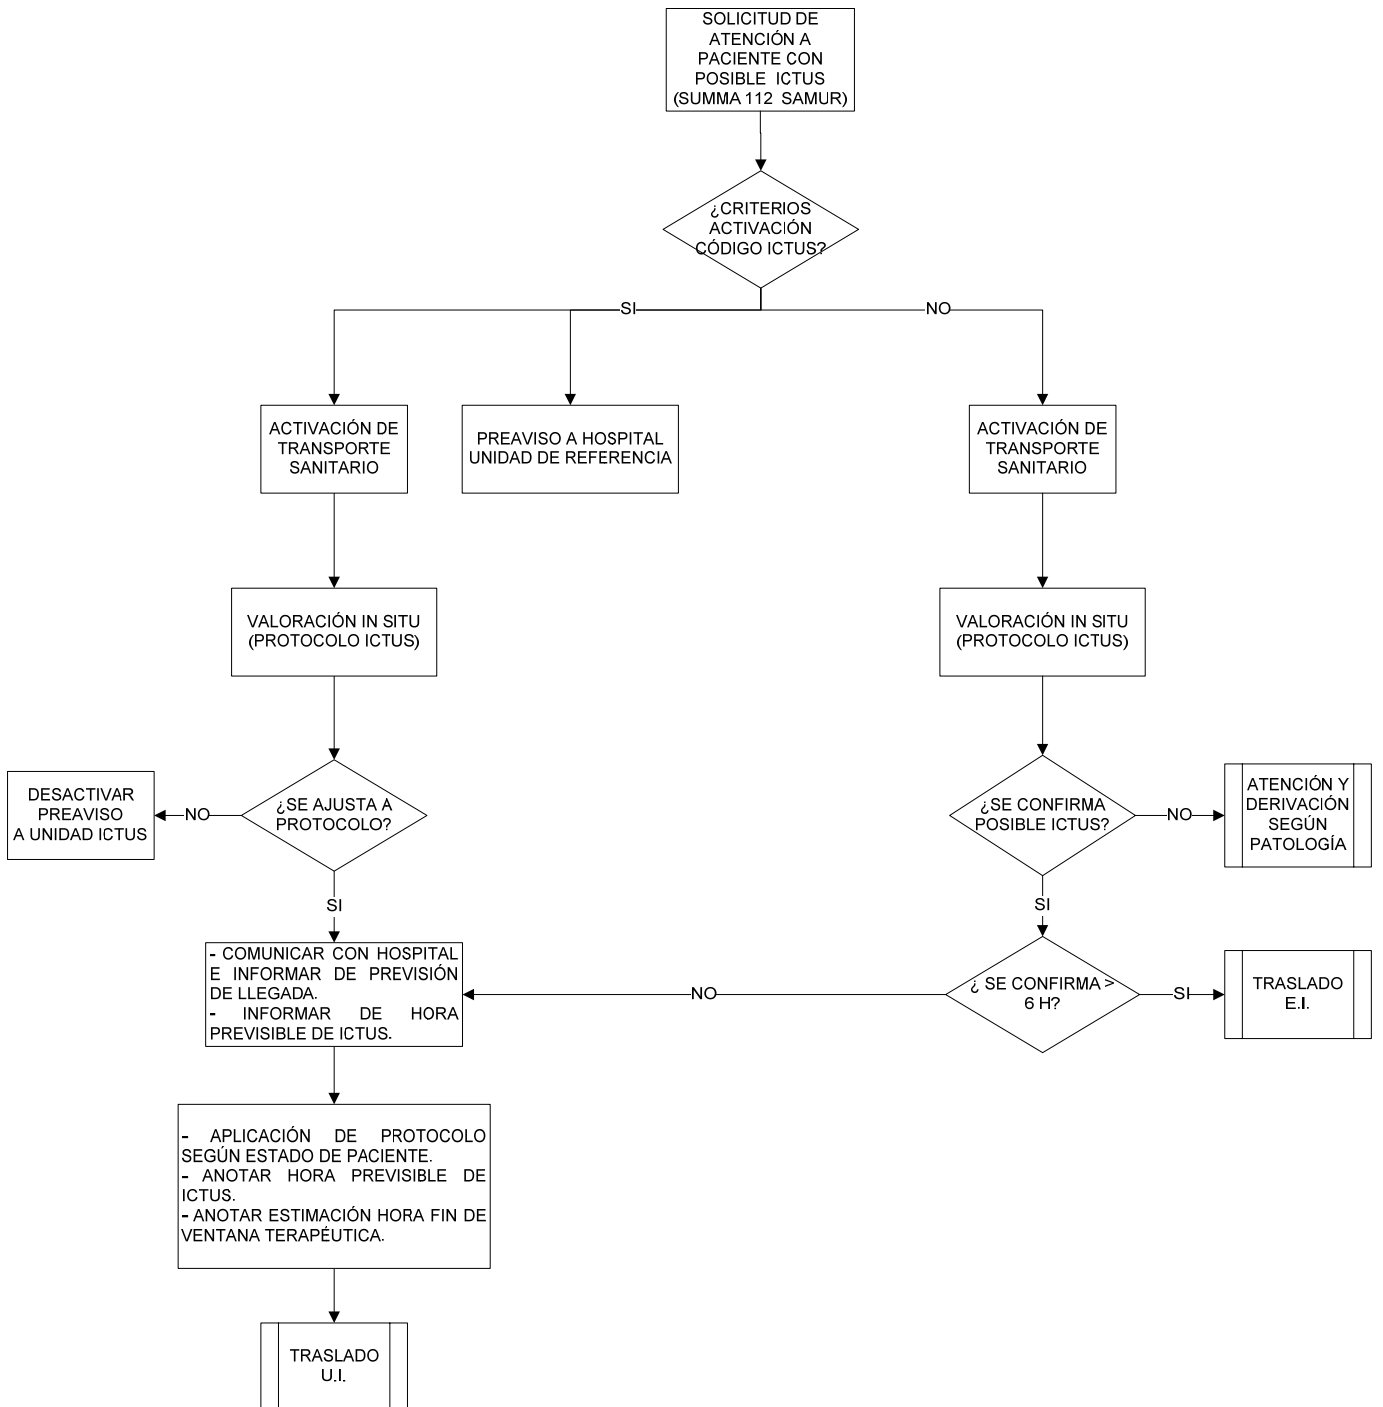 SOLICITUD DE
ATENCIÓN A
PACIENTE CON
POSIBLE ICTUS
(SUMMA 112 SAMUR)
¿CRITERIOS
ACTIVACIÓN
CÓDIGO ICTUS?
SI
NO
ACTIVACIÓN DE
TRANSPORTE
SANITARIO
PREAVISO A HOSPITAL
UNIDAD DE REFERENCIA
ACTIVACIÓN DE
TRANSPORTE
SANITARIO
VALORACIÓN IN SITU
(PROTOCOLO ICTUS)
VALORACIÓN IN SITU
(PROTOCOLO ICTUS)
DESACTIVAR
PREAVISO
A UNIDAD ICTUS
NO
¿SE AJUSTA A
PROTOCOLO?
¿SE CONFIRMA
POSIBLE ICTUS?
NO
ATENCIÓN Y
DERIVACIÓN
SEGÚN
PATOLOGÍA
SI
SI
- COMUNICAR CON HOSPITAL
E INFORMAR DE PREVISIÓN
DE LLEGADA.
- INFORMAR DE HORA
PREVISIBLE DE ICTUS.
NO
¿ SE CONFIRMA >
6 H?
SI
TRASLADO
E.I.
- APLICACIÓN DE PROTOCOLO
SEGÚN ESTADO DE PACIENTE.
- ANOTAR HORA PREVISIBLE DE
ICTUS.
- ANOTAR ESTIMACIÓN HORA FIN DE
VENTANA TERAPÉUTICA.
TRASLADO
U.I.